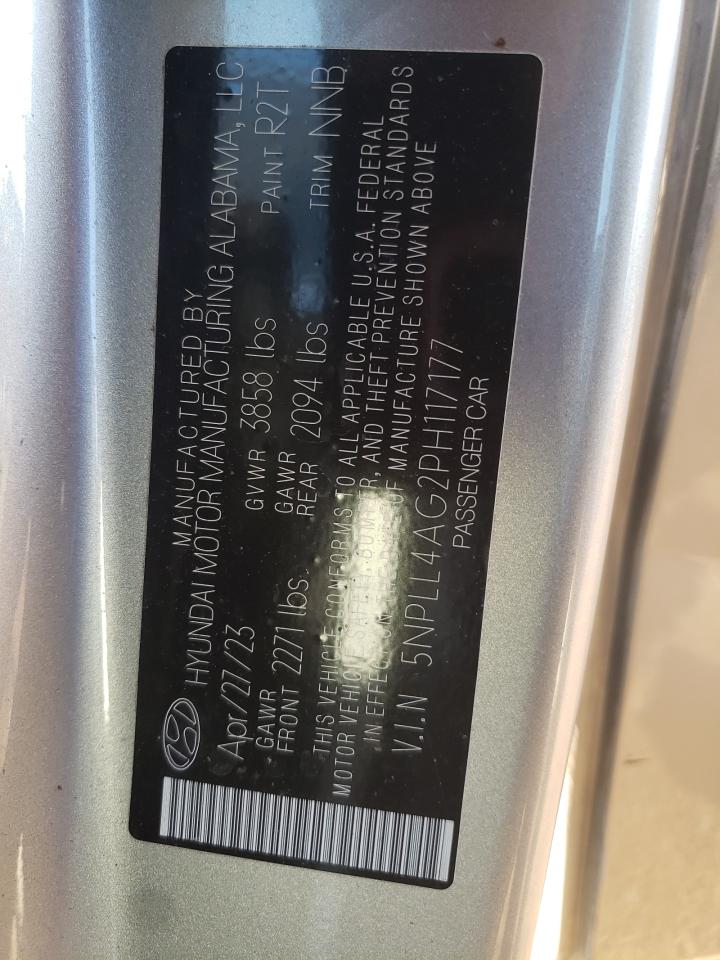 MANUFACTURED BY
HYUNDAI MOTOR MANUFACTURING ALABAMA, LLC
Apr/27/23 GVWR 3858 lbs PAINT R2T
GAWR GAWR
FRONT 2271 lbs REAR 2094 lbs TRIM NNB
THIS VEHICLE CONFORMS TO ALL APPLICABLE U.S.A. FEDERAL
MOTOR VEHICLE SAFETY, BUMPER, AND THEFT PREVENTION STANDARDS
IN EFFECT ON THE DATE OF MANUFACTURE SHOWN ABOVE
V.I.N 5NPLL4AG2PH117177
PASSENGER CAR